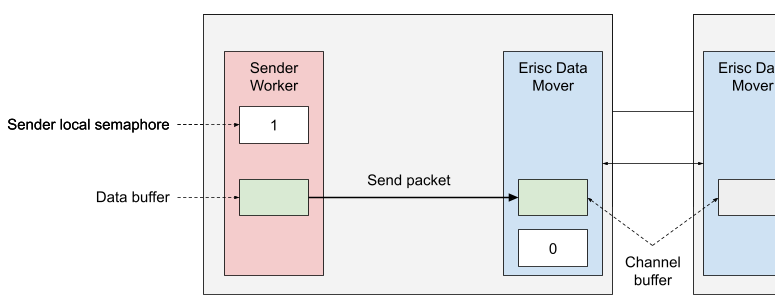 Sender
Worker
Erisc Data
Mover
Erisc Da
Mover
Sender local semaphore
1
Send packet
Data buffer
0
Channel
buffer